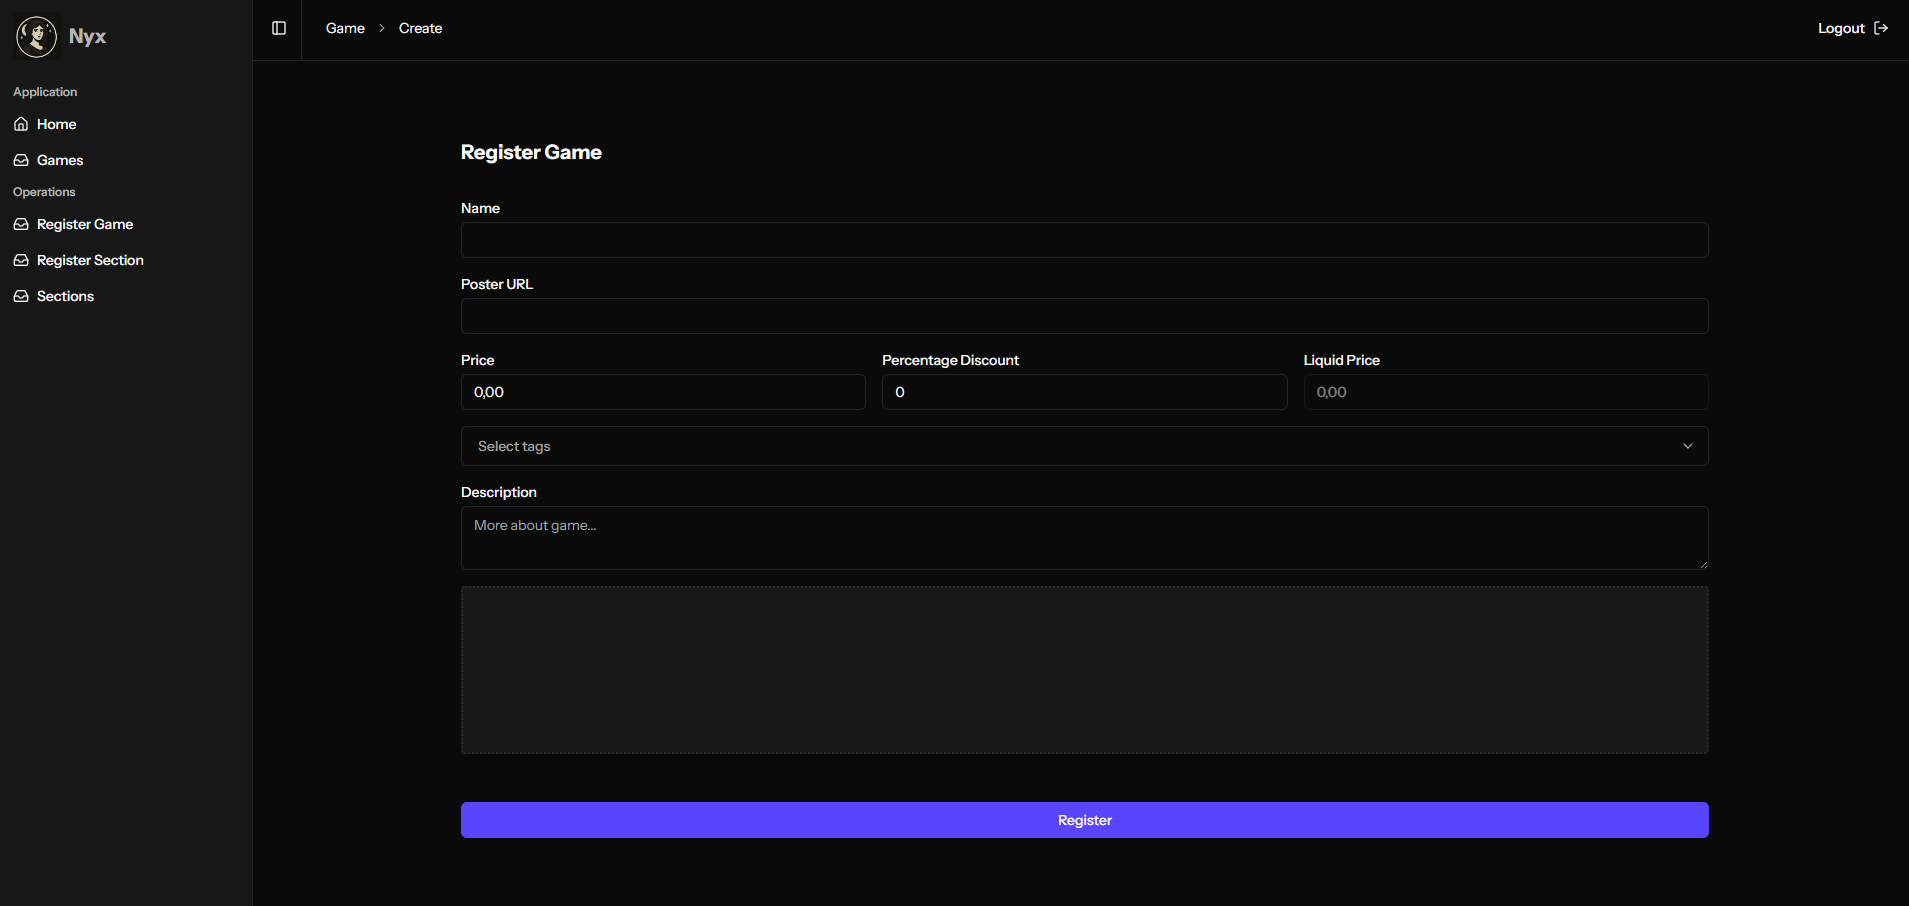 Nyx
Application
Home
Games
Operations
Register Game
Register Section
Sections
Game > Create
Logout
Register Game
Name
Poster URL
Price
0,00
Percentage Discount
0
Liquid Price
0,00
Select tags
Description
More about game...
Register